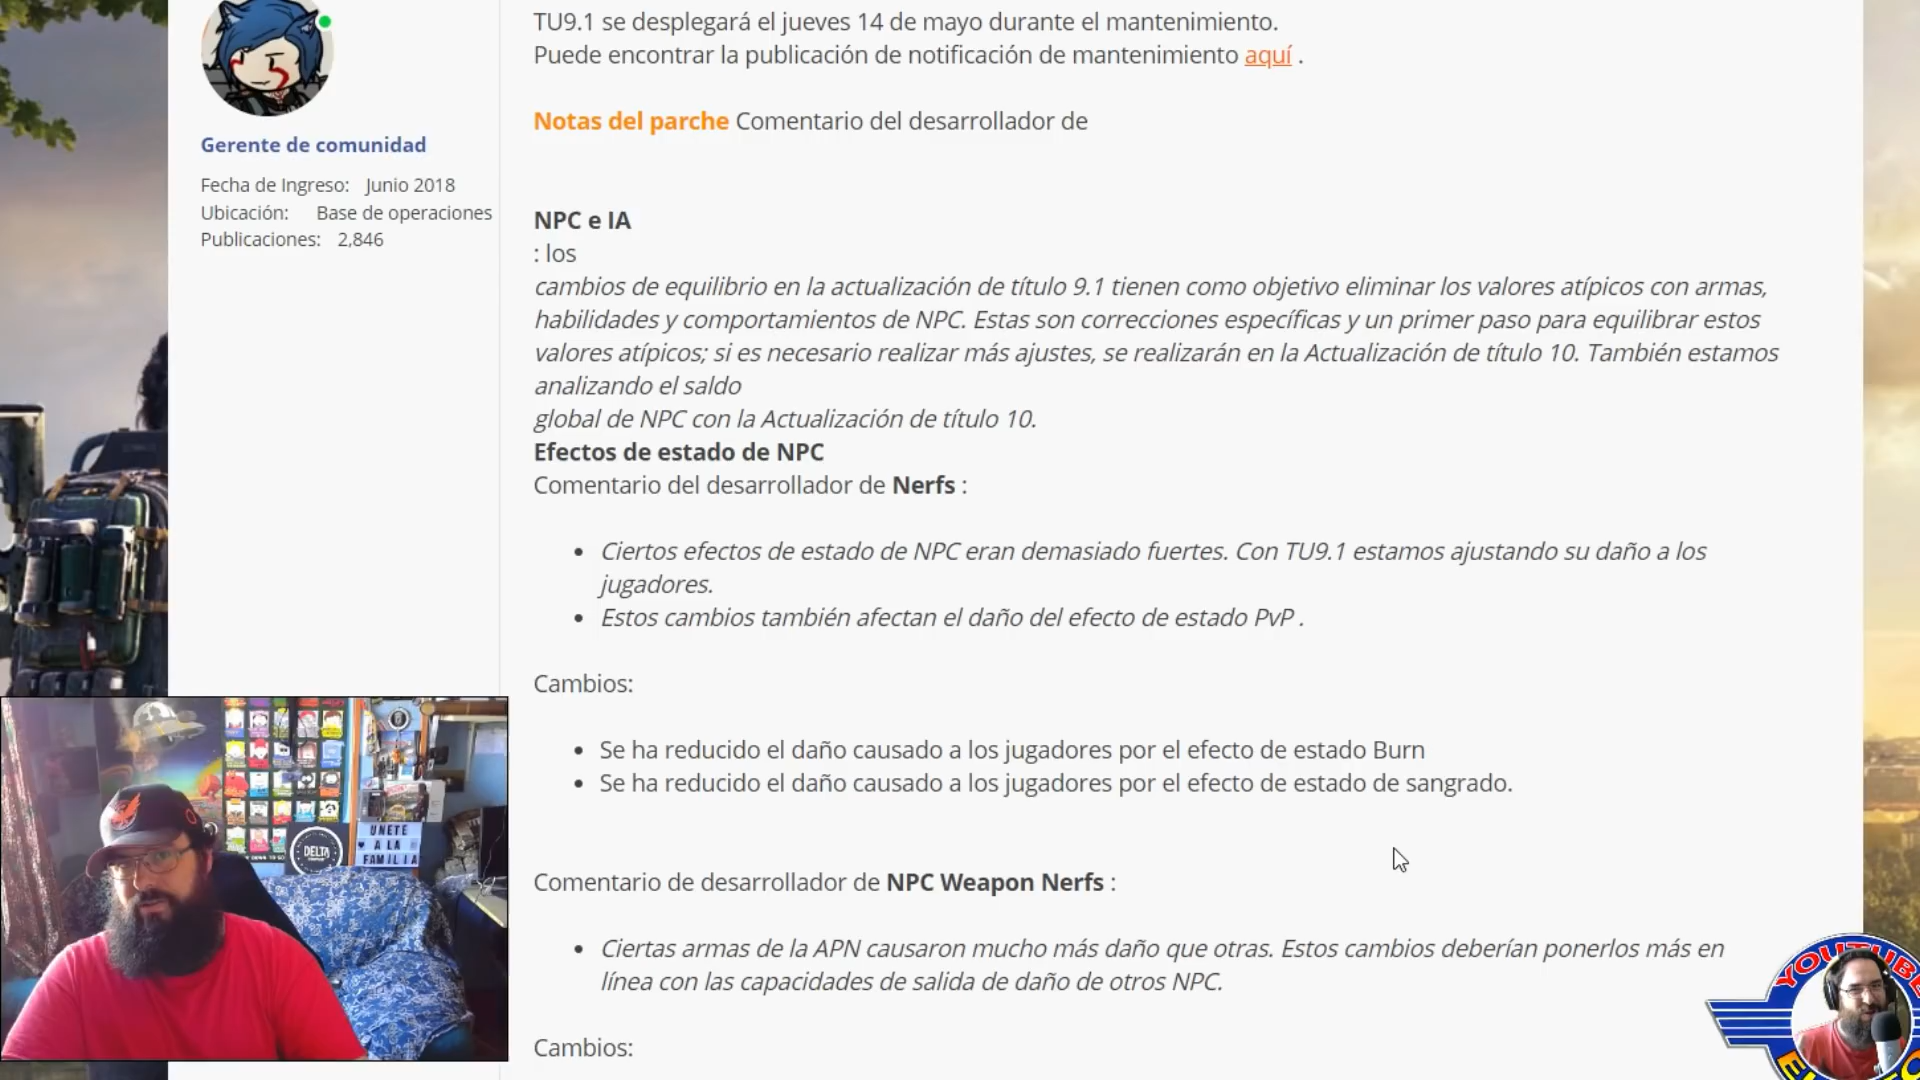 TU9.1 se desplegará el jueves 14 de mayo durante el mantenimiento.
Puede encontrar la publicación de notificación de mantenimiento aquí .
Notas del parche Comentario del desarrollador de
Gerente de comunidad
Fecha de Ingreso: Junio 2018
Ubicación: Base de operaciones
Publicaciones: 2,846
NPC e IA
: los
cambios de equilibrio en la actualización de título 9.1 tienen como objetivo eliminar los valores atípicos con armas,
habilidades y comportamientos de NPC. Estas son correcciones específicas y un primer paso para equilibrar estos
valores atípicos; si es necesario realizar más ajustes, se realizarán en la Actualización de título 10. También estamos
analizando el saldo
global de NPC con la Actualización de título 10.
Efectos de estado de NPC
Comentario del desarrollador de Nerfs :
Ciertos efectos de estado de NPC eran demasiado fuertes. Con TU9.1 estamos ajustando su daño a los
jugadores.
Estos cambios también afectan el daño del efecto de estado PvP .
Cambios:
Se ha reducido el daño causado a los jugadores por el efecto de estado Burn
Se ha reducido el daño causado a los jugadores por el efecto de estado de sangrado.
Comentario de desarrollador de NPC Weapon Nerfs :
Ciertas armas de la APN causaron mucho más daño que otras. Estos cambios deberían ponerlos más en
línea con las capacidades de salida de daño de otros NPC.
Cambios:
DELTA
UNETE
A LA
FAMILIA
YOUTUBE